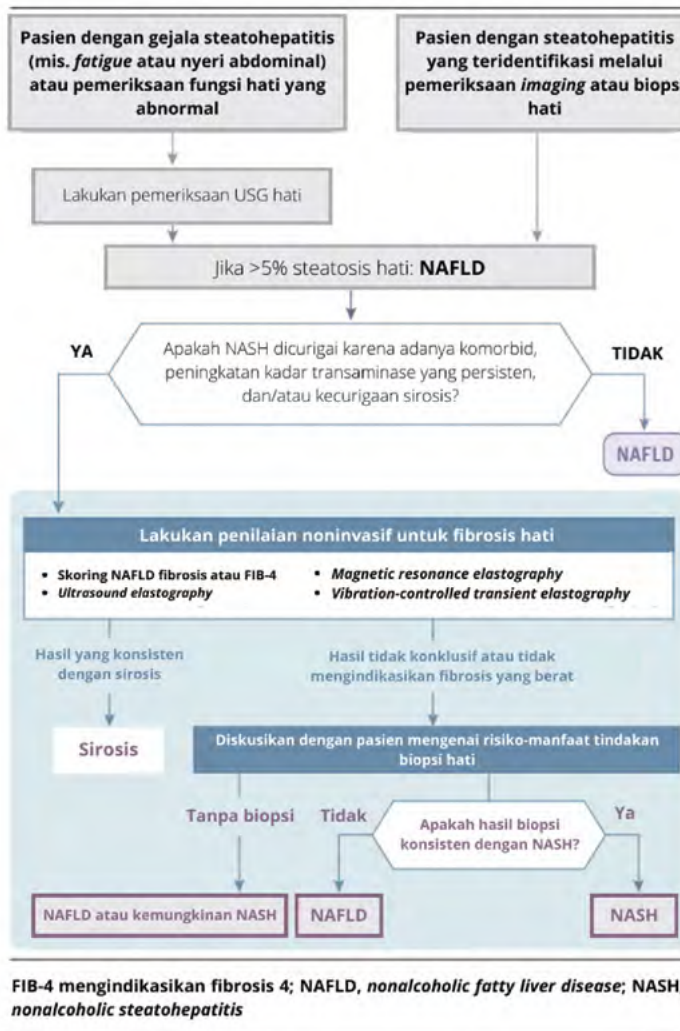 Pasien dengan gejala steatohepatitis
(mis. fatigue atau nyeri abdominal)
atau pemeriksaan fungsi hati yang
abnormal
Pasien dengan steatohepatitis
yang teridentifikasi melalui
pemeriksaan imaging atau biops
hati
Lakukan pemeriksaan USG hati
Jika >5% steatosis hati: NAFLD
YA
Apakah NASH dicurigai karena adanya komorbid,
peningkatan kadar transaminase yang persisten,
dan/atau kecurigaan sirosis?
TIDAK
NAFLD
Lakukan penilaian noninvasif untuk fibrosis hati
• Skoring NAFLD fibrosis atau FIB-4
• Ultrasound elastography
• Magnetic resonance elastography
• Vibration-controlled transient elastography
Hasil yang konsisten
dengan sirosis
Hasil tidak konklusif atau tidak
mengindikasikan fibrosis yang berat
Sirosis
Diskusikan dengan pasien mengenai risiko-manfaat tindakan
biopsi hati
Tanpa biopsi
Tidak
Apakah hasil biopsi
konsisten dengan NASH?
Ya
NAFLD atau kemungkinan NASH
NAFLD
NASH
FIB-4 mengindikasikan fibrosis 4; NAFLD, nonalcoholic fatty liver disease; NASH,
nonalcoholic steatohepatitis